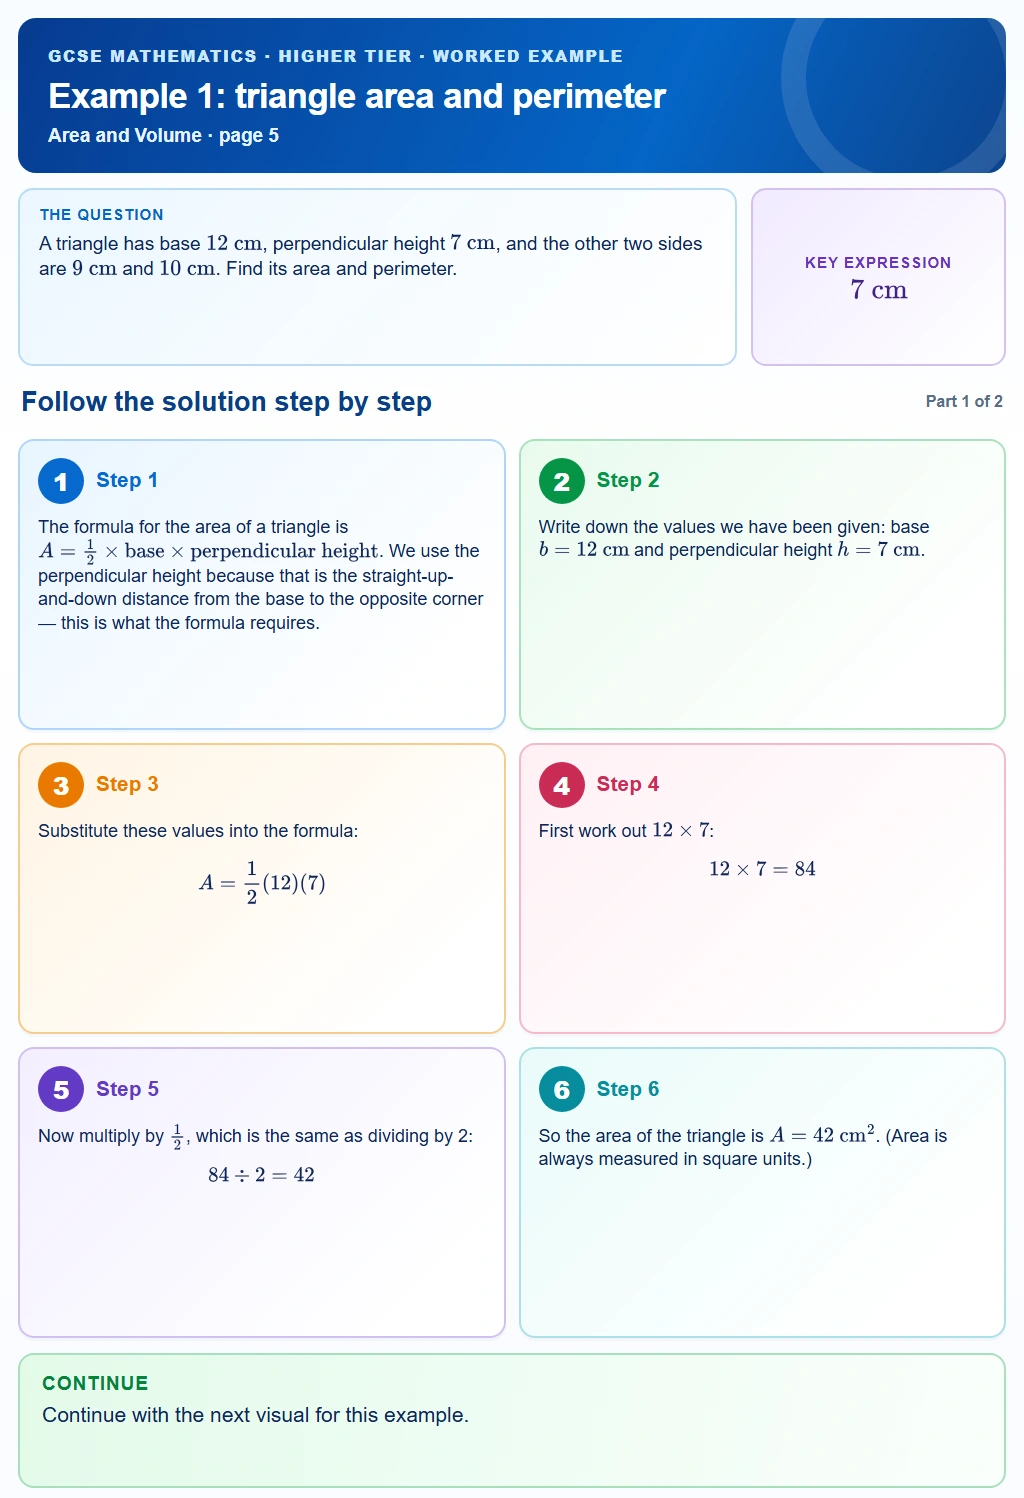 GCSE MATHEMATICS · HIGHER TIER · WORKED EXAMPLE
Example 1: triangle area and perimeter
Area and Volume · page 5
THE QUESTION
A triangle has base 12 cm, perpendicular height 7 cm, and the other two sides
are 9 cm and 10 cm. Find its area and perimeter.
KEY EXPRESSION
7 cm
Follow the solution step by step
Part 1 of 2
1 Step 1
The formula for the area of a triangle is
A = 1/2 × base × perpendicular height. We use the
perpendicular height because that is the straight-up-
and-down distance from the base to the opposite corner
— this is what the formula requires.
2 Step 2
Write down the values we have been given: base
b = 12 cm and perpendicular height h = 7 cm.
3 Step 3
Substitute these values into the formula:
A = 1/2 (12)(7)
4 Step 4
First work out 12 × 7:
12 × 7 = 84
5 Step 5
Now multiply by 1/2, which is the same as dividing by 2:
84 ÷ 2 = 42
6 Step 6
So the area of the triangle is A = 42 cm². (Area is
always measured in square units.)
CONTINUE
Continue with the next visual for this example.